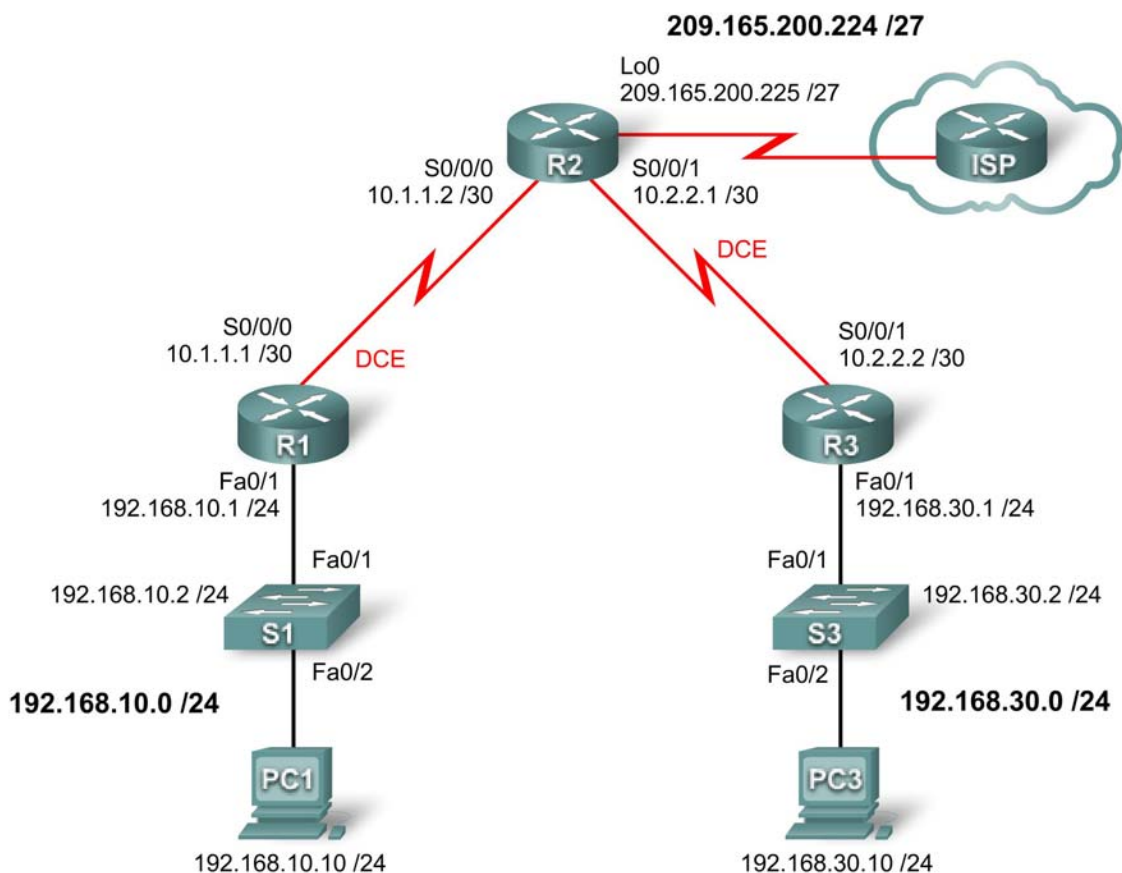 209.165.200.224 /27
Lo0
209.165.200.225 /27
R2
ISP
S0/0/0
10.1.1.2 /30
S0/0/1
10.2.2.1 /30
DCE
S0/0/0
10.1.1.1 /30
DCE
S0/0/1
10.2.2.2 /30
R1
R3
Fa0/1
192.168.10.1 /24
Fa0/1
192.168.30.1 /24
Fa0/1
Fa0/1
192.168.10.2 /24
192.168.30.2 /24
S1
S3
Fa0/2
Fa0/2
192.168.10.0 /24
192.168.30.0 /24
PC1
PC3
192.168.10.10 /24
192.168.30.10 /24